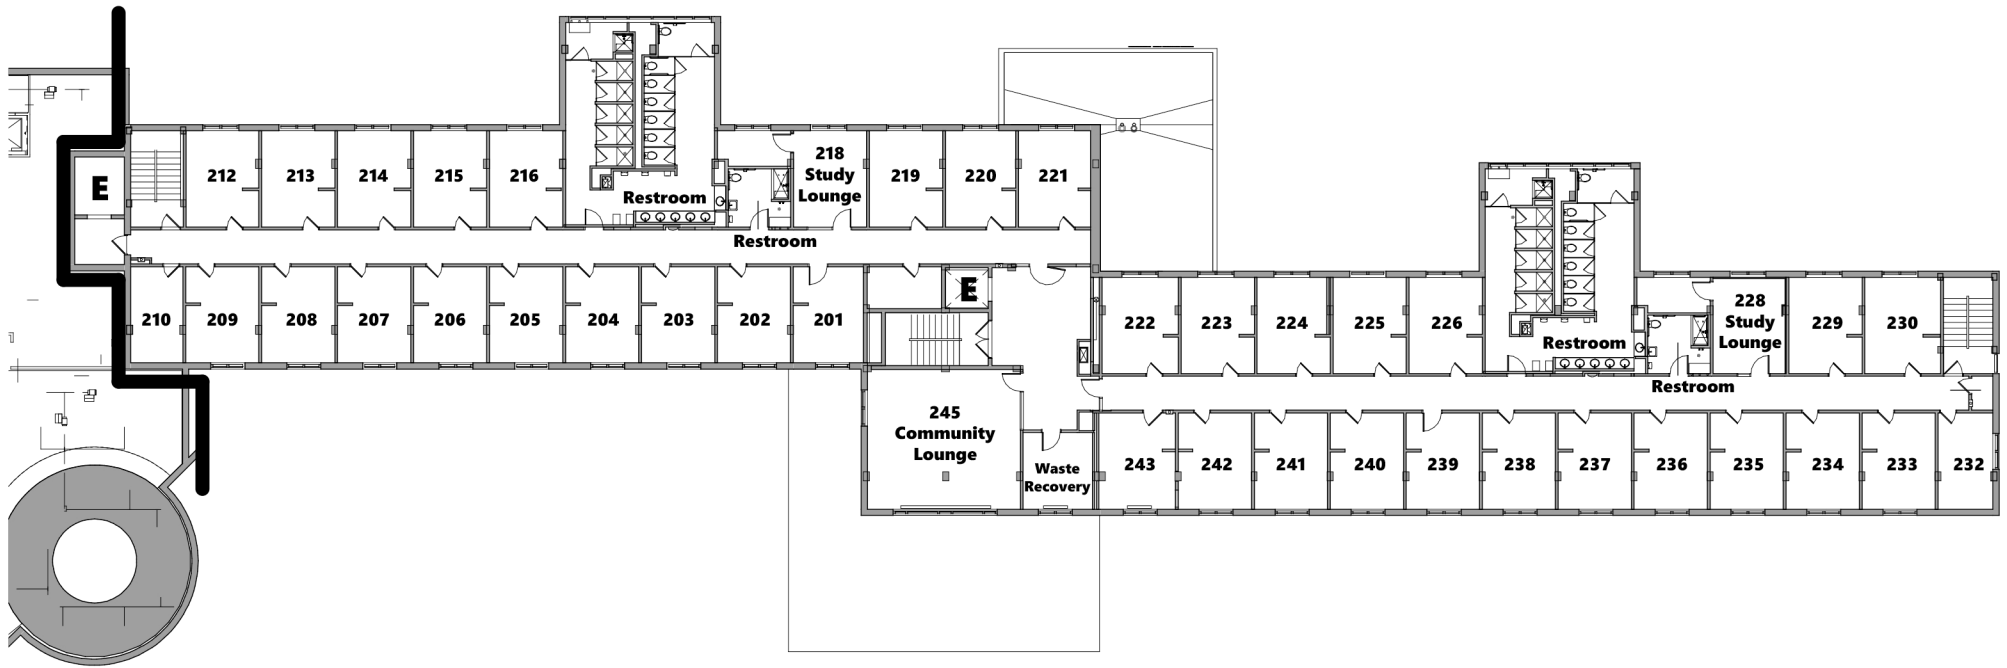 212
213
214
215
216
Restroom
218
Study
Lounge
219
220
221
E
Restroom
210
209
208
207
206
205
204
203
202
201
E
222
223
224
225
226
Restroom
228
Study
Lounge
229
230
Restroom
245
Community
Lounge
Waste
Recovery
243
242
241
240
239
238
237
236
235
234
233
232